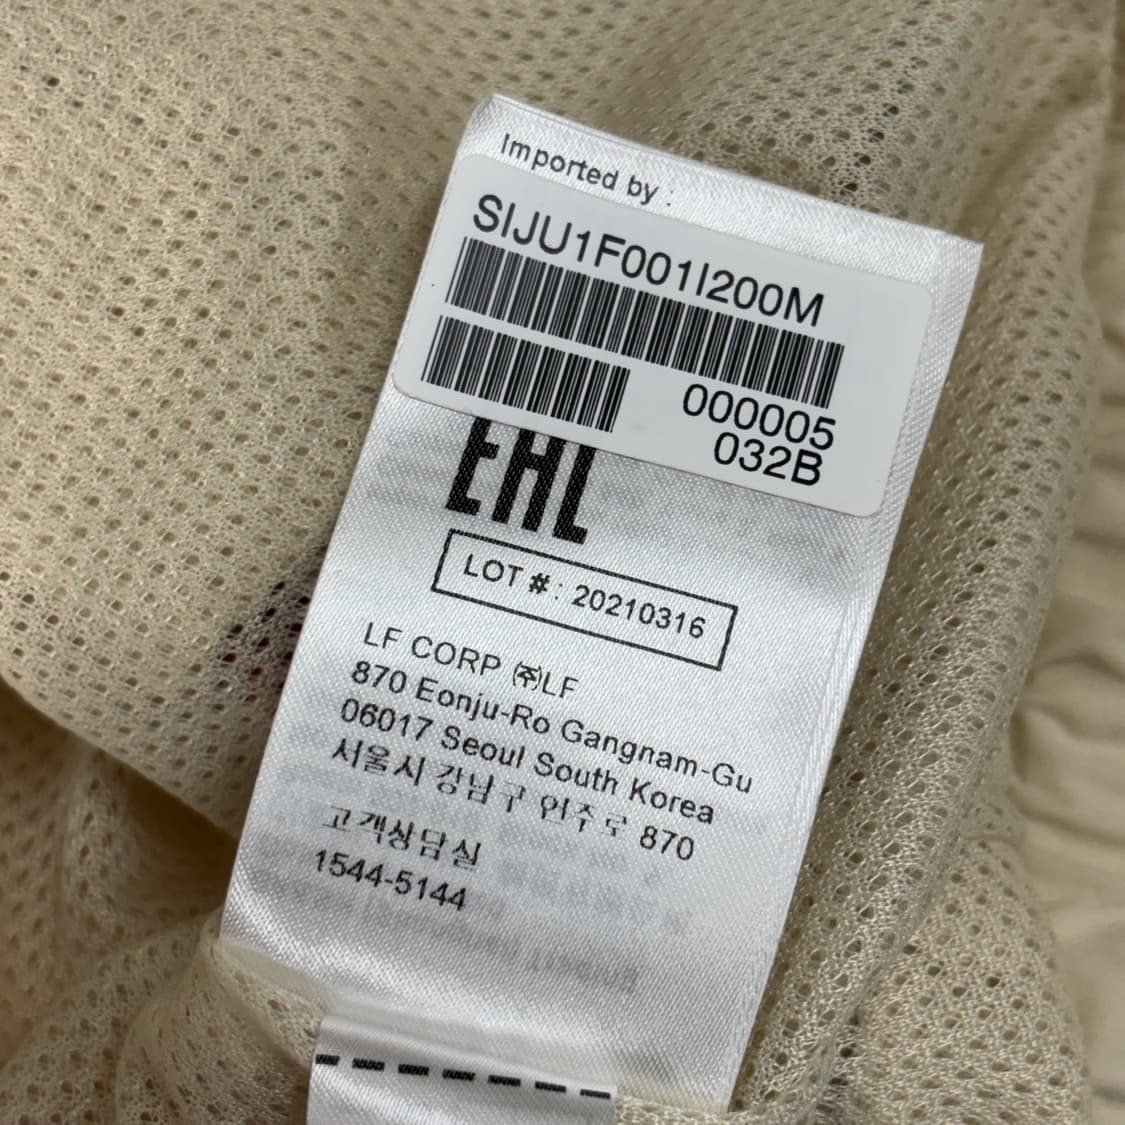 Imported by :
SIJU1F001I200M
000005
032B
EAC
LOT #: 20210316
LF CORP ㈜LF
870 Eonju-Ro Gangnam-Gu
06017 Seoul South Korea
서울시 강남구 언주로 870
고객상담실
1544-5144